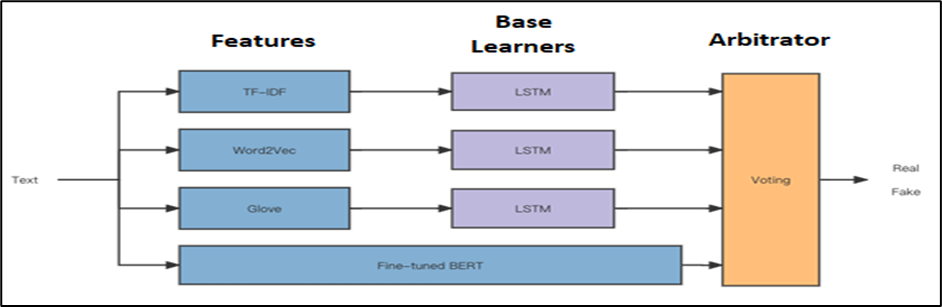 Features
Base
Learners
Arbitrator
TF-IDF
LSTM
Word2Vec
LSTM
Text
Voting
Real
Fake
Glove
LSTM
Fine-tuned BERT